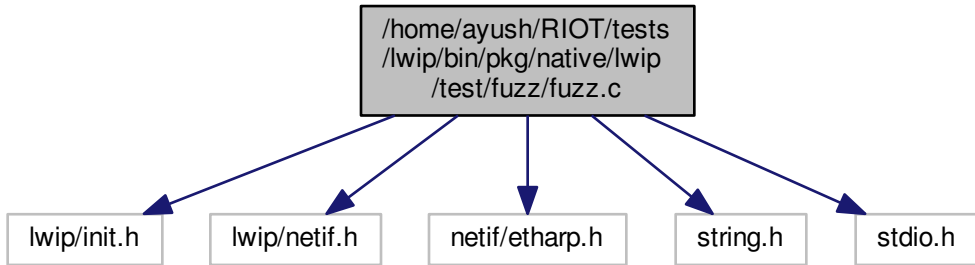 /home/ayush/RIOT/tests
/lwip/bin/pkg/native/lwip
/test/fuzz/fuzz.c
lwip/init.h
lwip/netif.h
netif/etharp.h
string.h
stdio.h